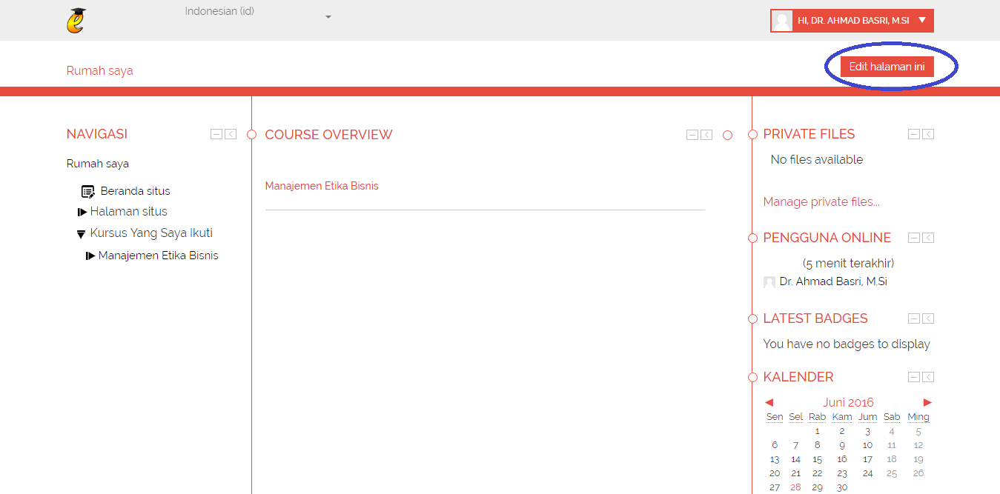 Indonesian (id)
HI, DR. AHMAD BASRI, M.SI
Rumah saya
Edit halaman ini
NAVIGASI
Rumah saya
Beranda situs
Halaman situs
Kursus Yang Saya Ikuti
Manajemen Etika Bisnis
COURSE OVERVIEW
Manajemen Etika Bisnis
PRIVATE FILES
No files available
Manage private files...
PENGGUNA ONLINE
(5 menit terakhir)
Dr. Ahmad Basri, M.Si
LATEST BADGES
You have no badges to display
KALENDER
Juni 2016
Sen Sel Rab Kam Jum Sab Ming
1 2 3 4 5
6 7 8 9 10 11 12
13 14 15 16 17 18 19
20 21 22 23 24 25 26
27 28 29 30